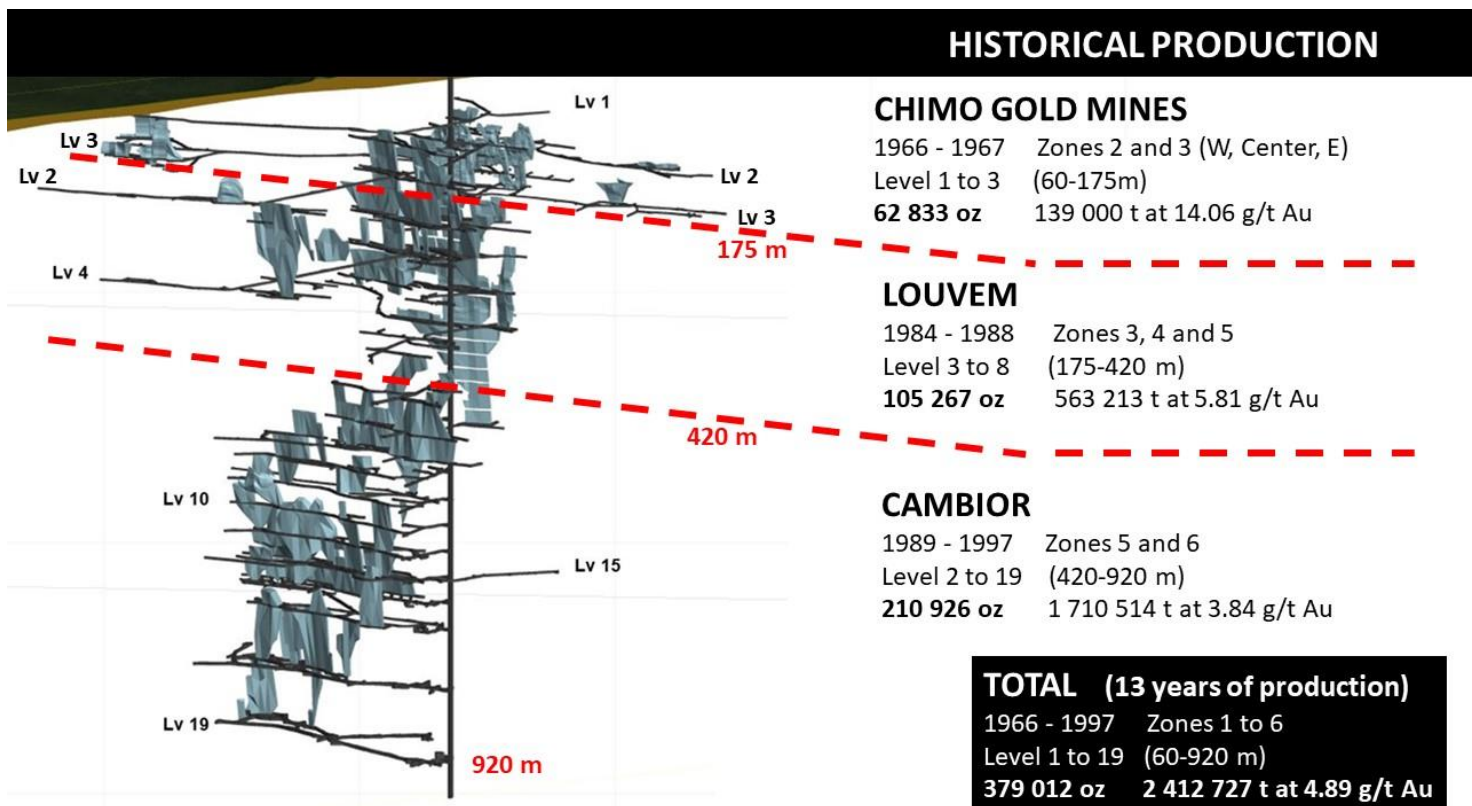 HISTORICAL PRODUCTION
Lv 1
Lv 3
Lv 2
Lv 2
Lv 3
175 m
Lv 4
420 m
Lv 10
Lv 15
Lv 19
920 m
CHIMO GOLD MINES
1966 - 1967 Zones 2 and 3 (W, Center, E)
Level 1 to 3 (60-175m)
62 833 oz 139 000 t at 14.06 g/t Au
LOUVEM
1984 - 1988 Zones 3, 4 and 5
Level 3 to 8 (175-420 m)
105 267 oz 563 213 t at 5.81 g/t Au
CAMBIOR
1989 - 1997 Zones 5 and 6
Level 2 to 19 (420-920 m)
210 926 oz 1 710 514 t at 3.84 g/t Au
TOTAL (13 years of production)
1966 - 1997 Zones 1 to 6
Level 1 to 19 (60-920 m)
379 012 oz 2 412 727 t at 4.89 g/t Au